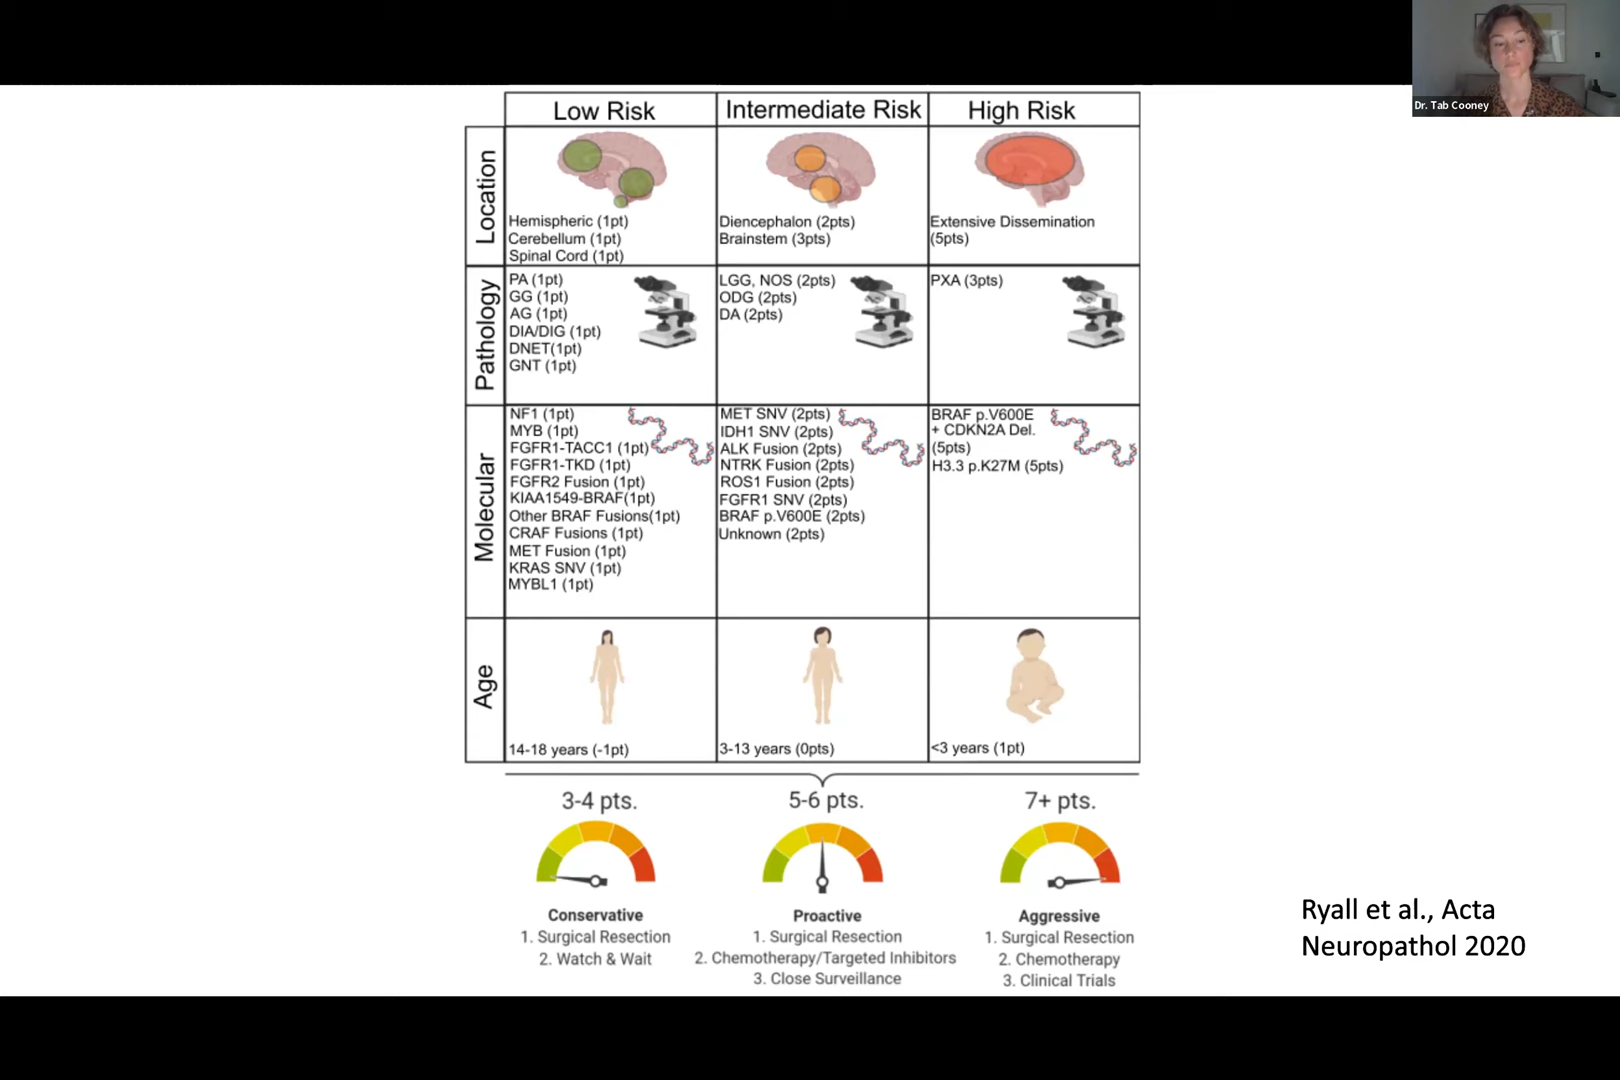 Dr. Tab Cooney
Low Risk
Intermediate Risk
High Risk
Location
Hemispheric (1pt)
Cerebellum (1pt)
Spinal Cord (1pt)
Diencephalon (2pts)
Brainstem (3pts)
Extensive Dissemination
(5pts)
Pathology
PA (1pt)
GG (1pt)
AG (1pt)
DIA/DIG (1pt)
DNET(1pt)
GNT (1pt)
LGG, NOS (2pts)
ODG (2pts)
DA (2pts)
PXA (3pts)
Molecular
NF1 (1pt)
MYB (1pt)
FGFR1-TACC1 (1pt)
FGFR1-TKD (1pt)
FGFR2 Fusion (1pt)
KIAA1549-BRAF(1pt)
Other BRAF Fusions(1pt)
CRAF Fusions (1pt)
MET Fusion (1pt)
KRAS SNV (1pt)
MYBL1 (1pt)
MET SNV (2pts)
IDH1 SNV (2pts)
ALK Fusion (2pts)
NTRK Fusion (2pts)
ROS1 Fusion (2pts)
FGFR1 SNV (2pts)
BRAF p.V600E (2pts)
Unknown (2pts)
BRAF p.V600E
+ CDKN2A Del.
(5pts)
H3.3 p.K27M (5pts)
Age
14-18 years (-1pt)
3-13 years (0pts)
<3 years (1pt)
3-4 pts.
5-6 pts.
7+ pts.
Conservative
1. Surgical Resection
2. Watch & Wait
Proactive
1. Surgical Resection
2. Chemotherapy/Targeted Inhibitors
3. Close Surveillance
Aggressive
1. Surgical Resection
2. Chemotherapy
3. Clinical Trials
Ryall et al., Acta
Neuropathol 2020